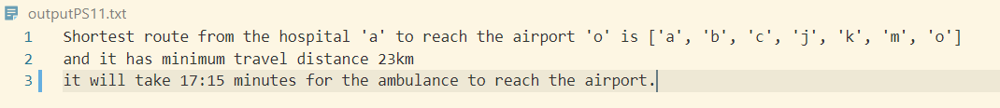 outputPS11.txt
1 Shortest route from the hospital 'a' to reach the airport 'o' is ['a', 'b', 'c', 'j', 'k', 'm', 'o']
2 and it has minimum travel distance 23km
3 it will take 17:15 minutes for the ambulance to reach the airport.